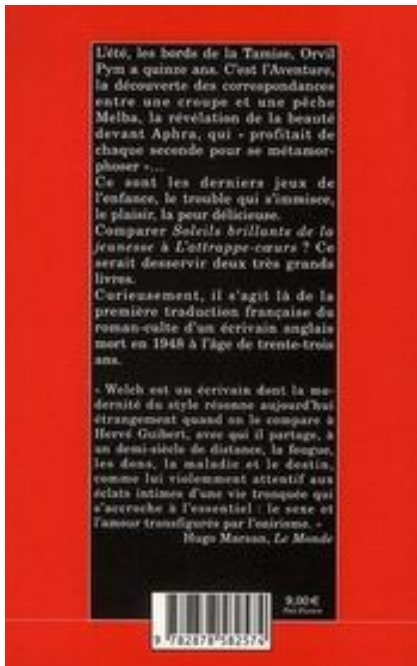 L'été, les bords de la Tamise, Orvil
Pym a quinze ans. C'est l'Aventure,
la découverte des correspondances
entre une croupe et une pêche
Melba, la révélation de la beauté
devant Aphra, qui « profitait de
chaque seconde pour se métamor-
phoser »...
Ce sont les derniers jeux de
l'enfance, le trouble qui s'immisce,
le plaisir, la peur délicieuse.
Comparer Soleils brillants de la
jeunesse à L'attrappe-cœurs ? Ce
serait desservir deux très grands
livres.
Curieusement, il s'agit là de la
première traduction française du
roman-culte d'un écrivain anglais
mort en 1948 à l'âge de trente-trois
ans.
« Welch est un écrivain dont la mo-
dernité du style résonne aujourd'hui
étrangement quand on le compare à
Hervé Guibert, avec qui il partage, à
un demi-siècle de distance, la fougue,
les dons, la maladie et le destin,
comme lui violemment attentif aux
éclats intimes d'une vie tronquée qui
s'accroche à l'essentiel : le sexe et
l'amour transfigurés par l'onirisme. »
Hugo Marsan, Le Monde
9,00 €
9 782878 582574